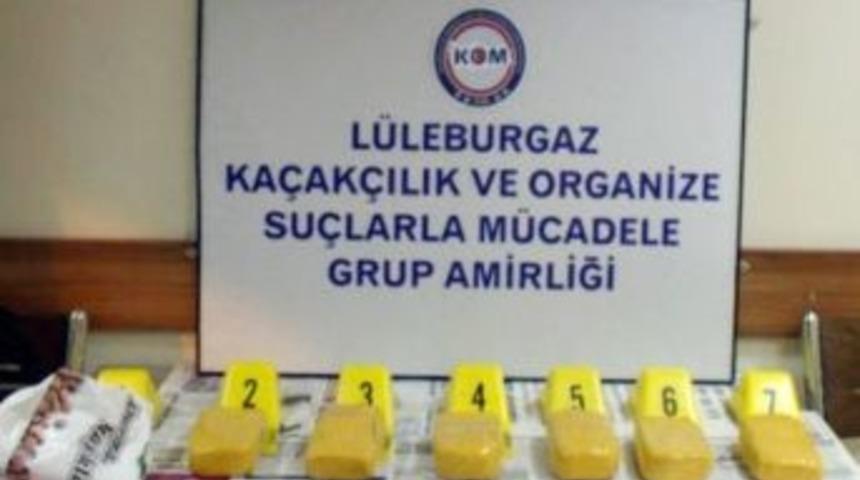 KOM
LÜLEBURGAZ
KAÇAKÇILIK VE ORGANİZE
SUÇLARLA MÜCADELE
GRUP AMİRLİĞİ
2 3 4 5 6 7